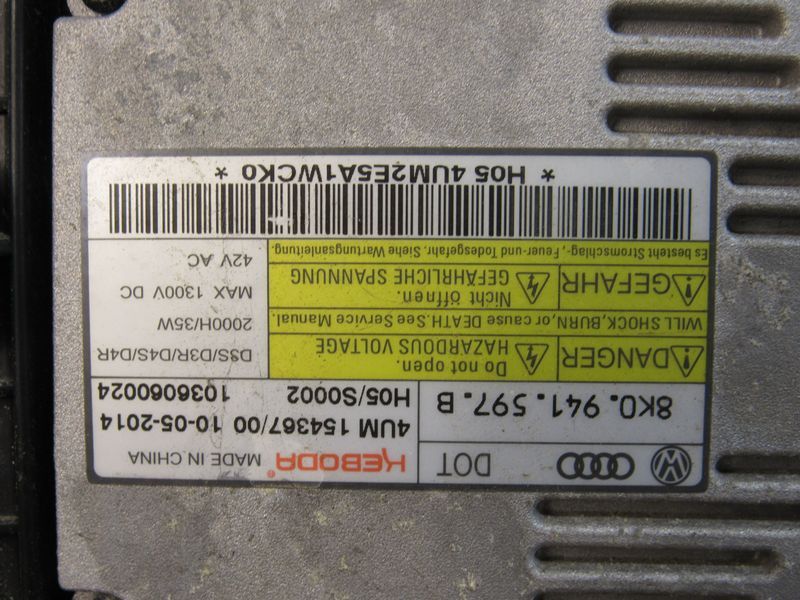 DOT
KEBODA® MADE IN CHINA
8K0.941.597.B
4UM 154367/00 10-05-2014
H05/S0002 1036060024
DANGER
Do not open.
HAZARDOUS VOLTAGE
WILL SHOCK,BURN,or cause DEATH.See Service Manual.
GEFAHR
Nicht öffnen.
GEFÄHRLICHE SPANNUNG
Es besteht Stromschlag-,-Feuer-und Todesgefahr, Siehe Wartungsanleitung.
D3S/D3R/D4S/D4R
2000H/35W
MAX 1300V DC
42V AC
* H05 4UM2E5A1WCK0 *